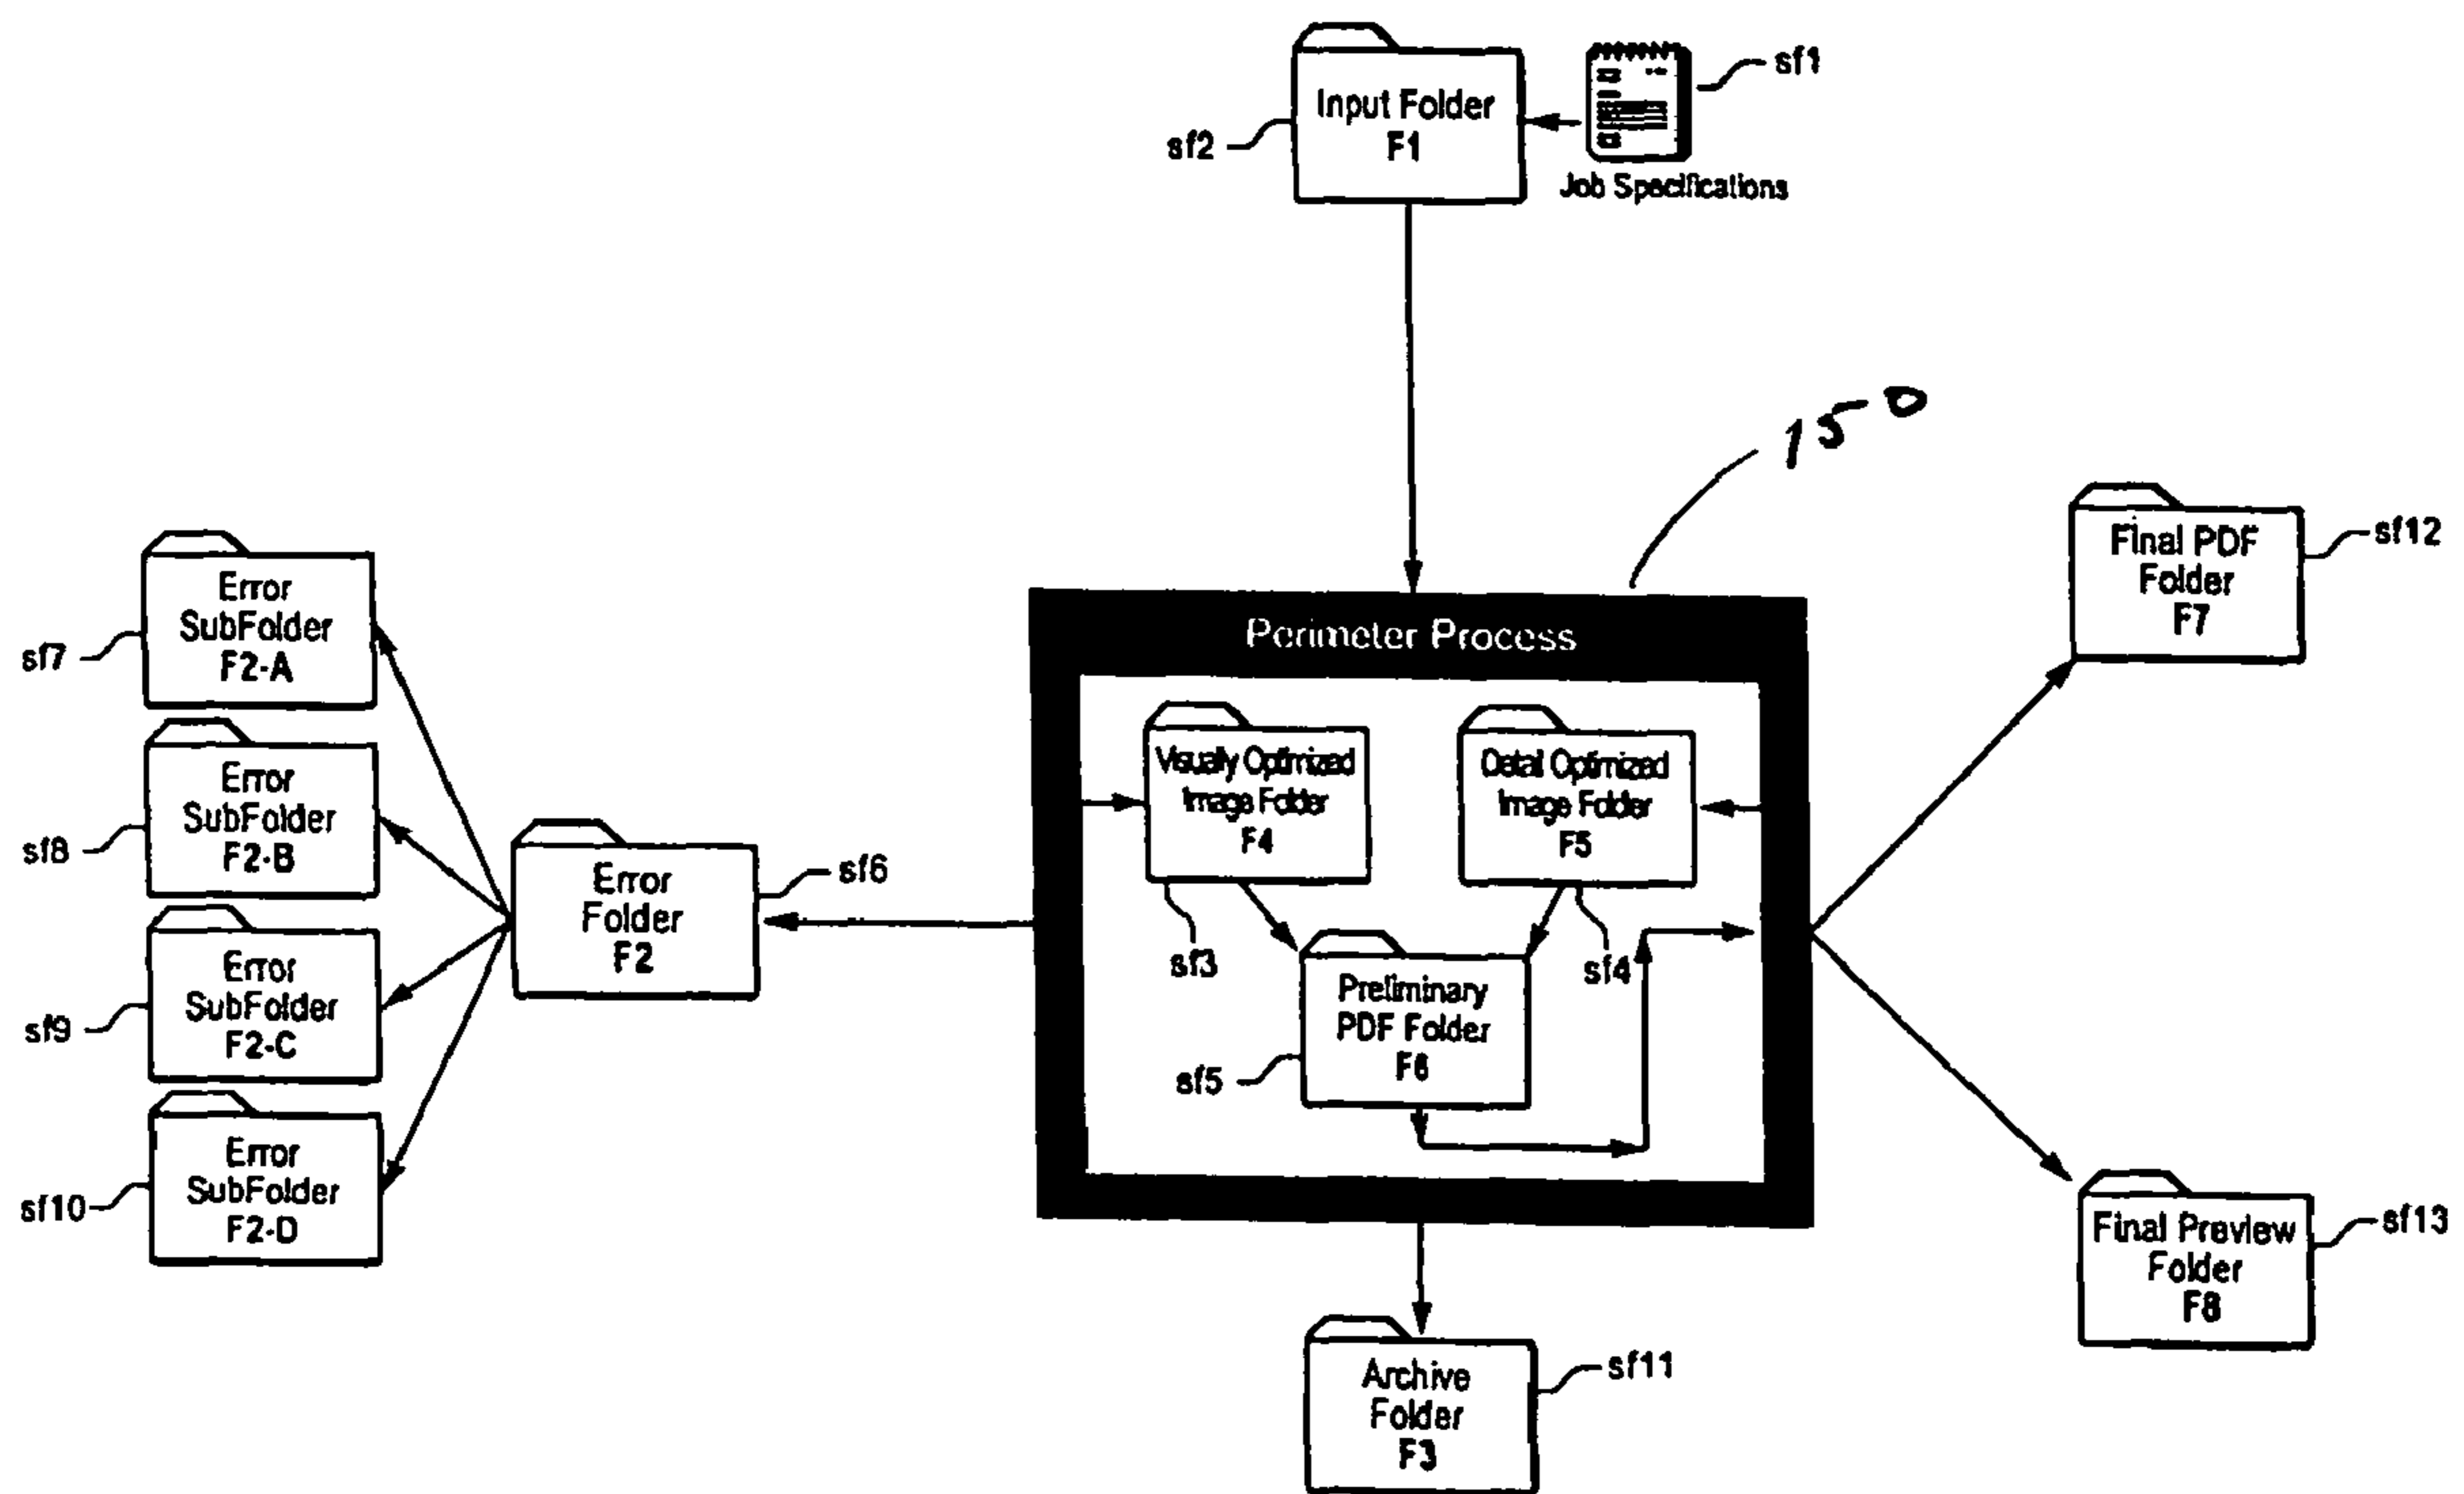 sf1
Input Folder
F1
sf2
Job Specifications
150
Final PDF
Folder
F7
sf12
Error
SubFolder
F2-A
sf7
Perimeter Process
Visually Optimized
Image Folder
F4
Detail Optimized
Image Folder
F5
Error
SubFolder
F2-B
sf8
Error
Folder
F2
sf6
sf3
sf4
Error
SubFolder
F2-C
sf9
Preliminary
PDF Folder
F6
sf5
Error
SubFolder
F2-D
sf10
Final Preview
Folder
F8
sf13
Archive
Folder
F3
sf11